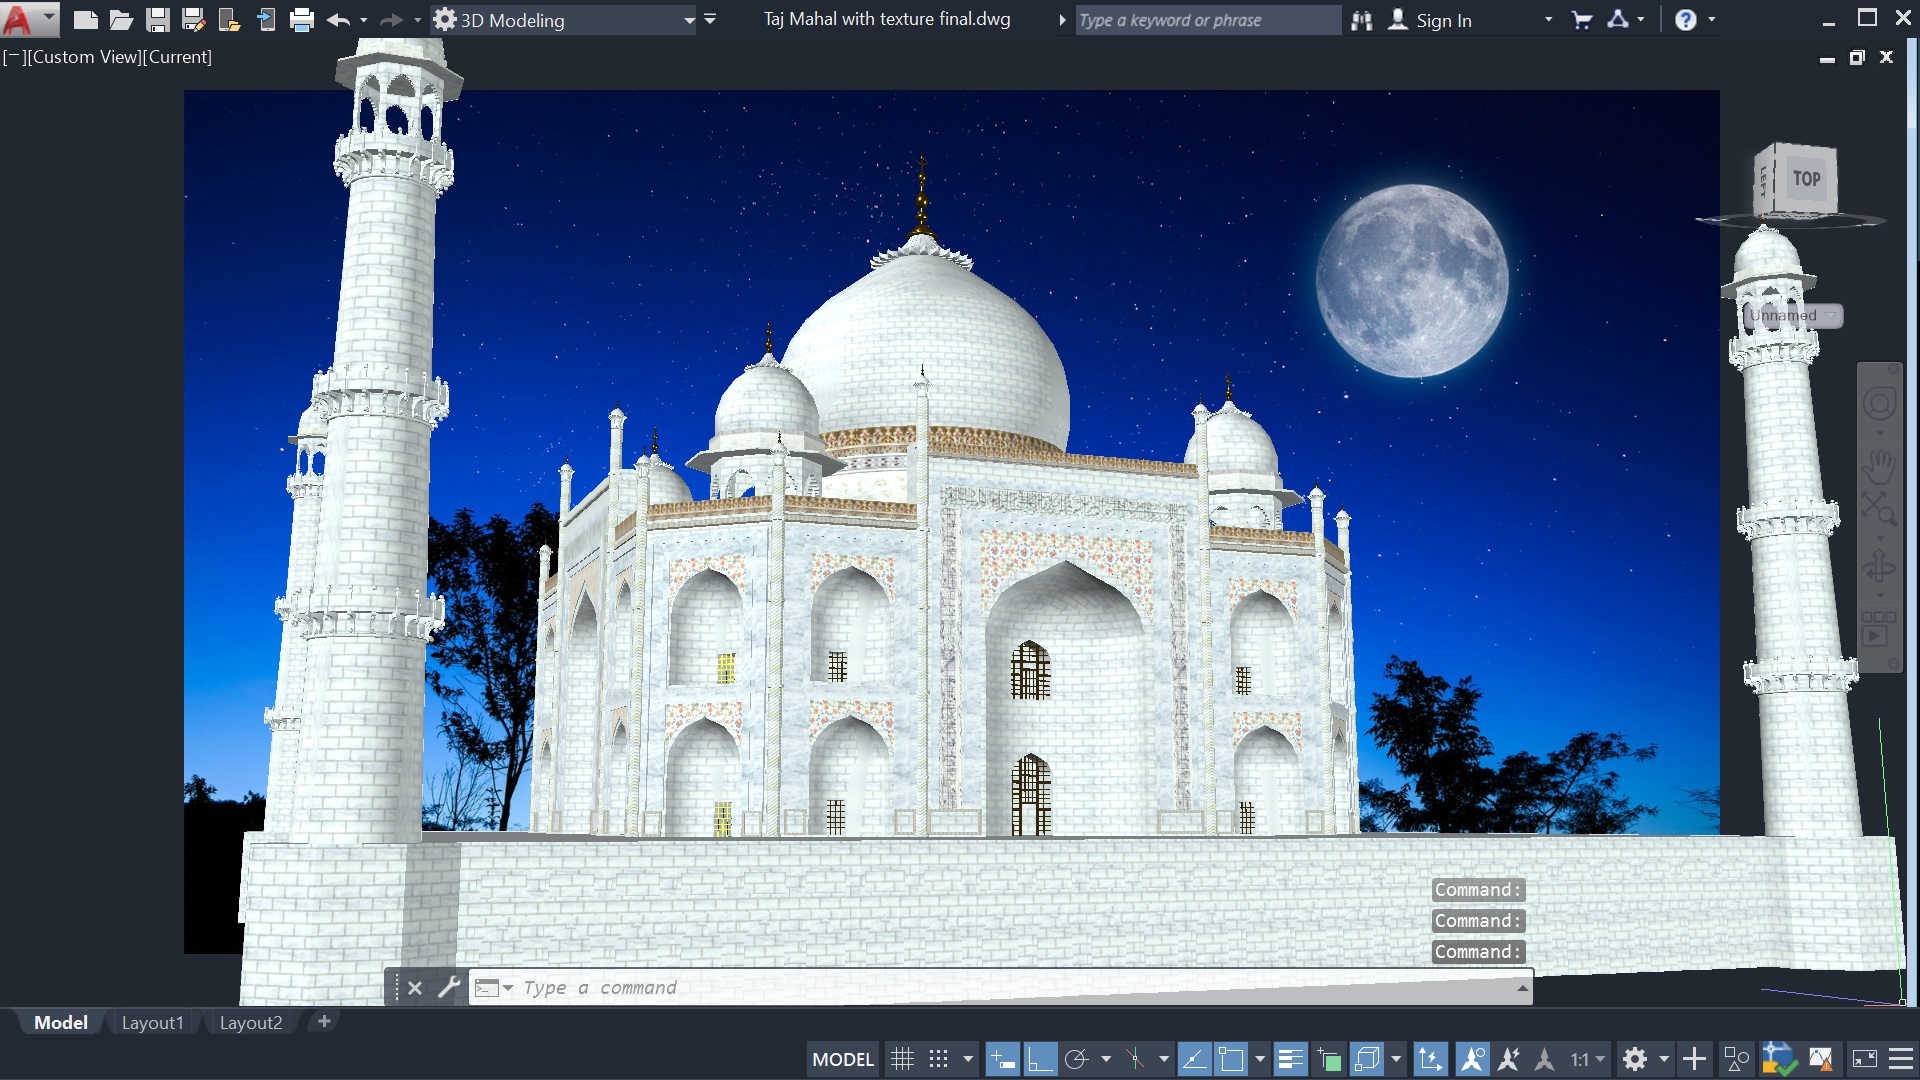 3D Modeling
Taj Mahal with texture final.dwg
Type a keyword or phrase
Sign In
[−][Custom View][Current]
LEFT
TOP
Unnamed
Command:
Command:
Command:
Type a command
Model
Layout1
Layout2
MODEL
1:1